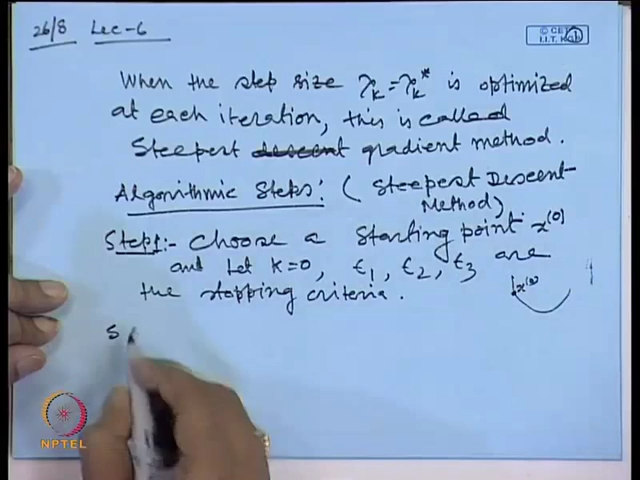 26/8 Lec-6
© CET
I.I.T. KGP
When the step size λk = λk* is optimized
at each iteration, this is called
Steepest descent gradient method.
Algorithmic Steps: (Steepest Descent
Method)
Step1:- Choose a starting point x^(0)
and let K=0, ε1, ε2, ε3 are
the stopping criteria.
x^(0)
S
NPTEL